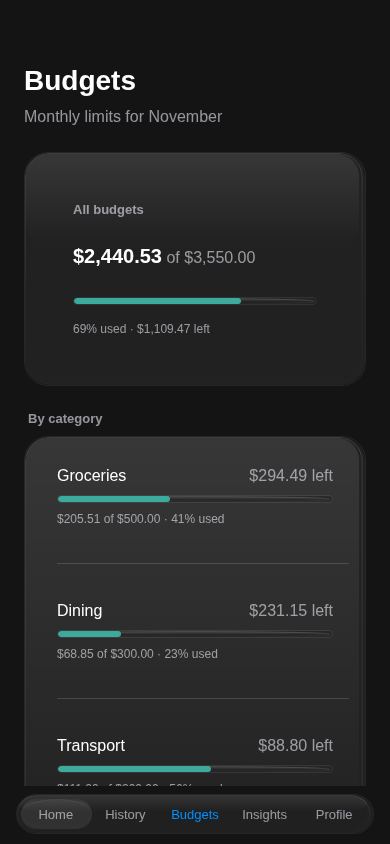 Budgets
Monthly limits for November
All budgets
$2,440.53 of $3,550.00
69% used · $1,109.47 left
By category
Groceries $294.49 left
$205.51 of $500.00 · 41% used
Dining $231.15 left
$68.85 of $300.00 · 23% used
Transport $88.80 left
Home History Budgets Insights Profile